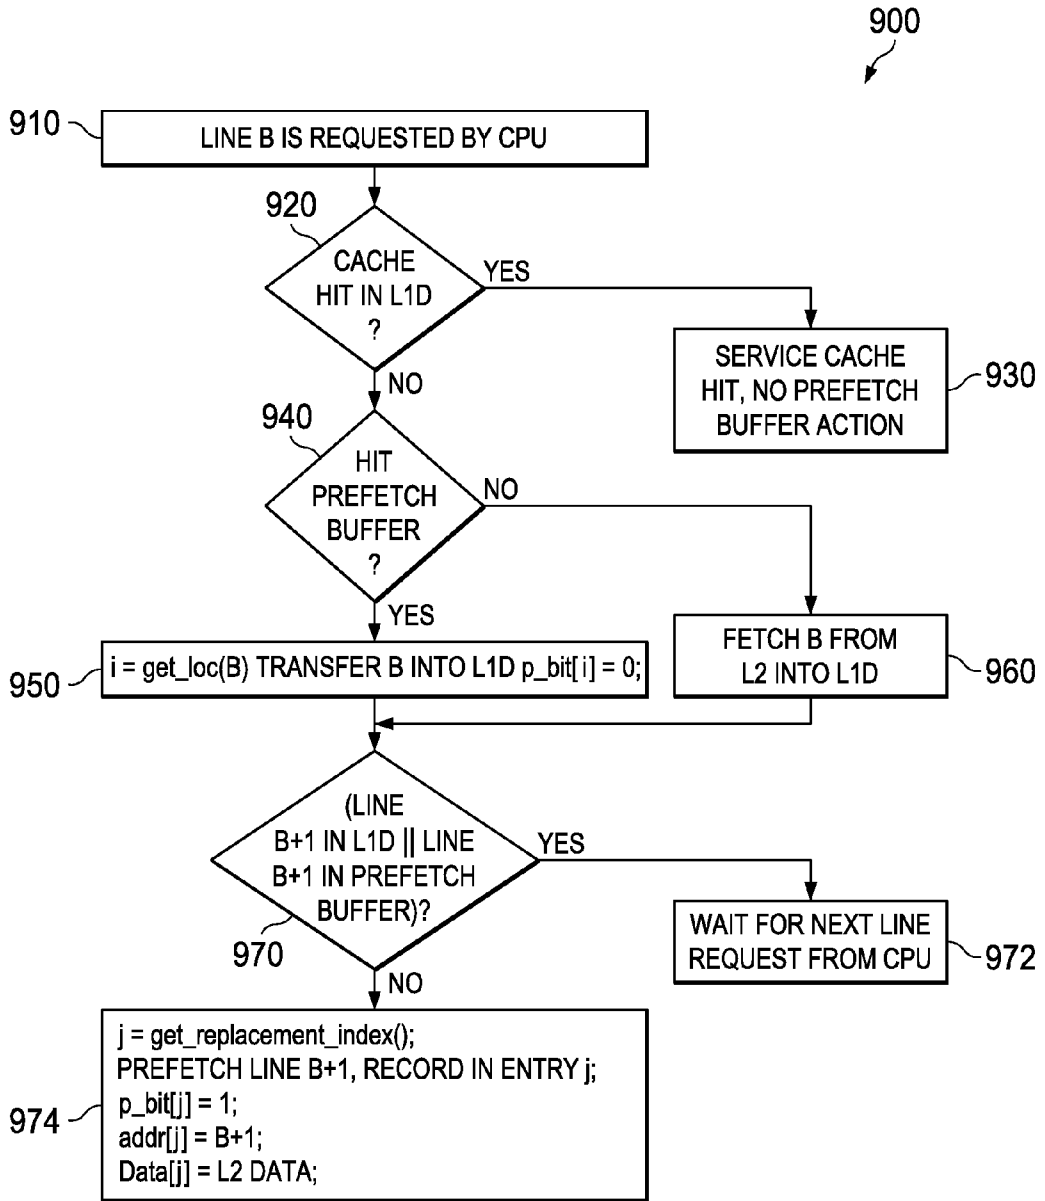 900
910
LINE B IS REQUESTED BY CPU
920
CACHE
HIT IN L1D
?
YES
NO
SERVICE CACHE
HIT, NO PREFETCH
BUFFER ACTION
930
940
HIT
PREFETCH
BUFFER
?
NO
YES
950
i = get_loc(B) TRANSFER B INTO L1D p_bit[ i] = 0;
FETCH B FROM
L2 INTO L1D
960
(LINE
B+1 IN L1D || LINE
B+1 IN PREFETCH
BUFFER)?
YES
970
NO
WAIT FOR NEXT LINE
REQUEST FROM CPU
972
974
j = get_replacement_index();
PREFETCH LINE B+1, RECORD IN ENTRY j;
p_bit[j] = 1;
addr[j] = B+1;
Data[j] = L2 DATA;